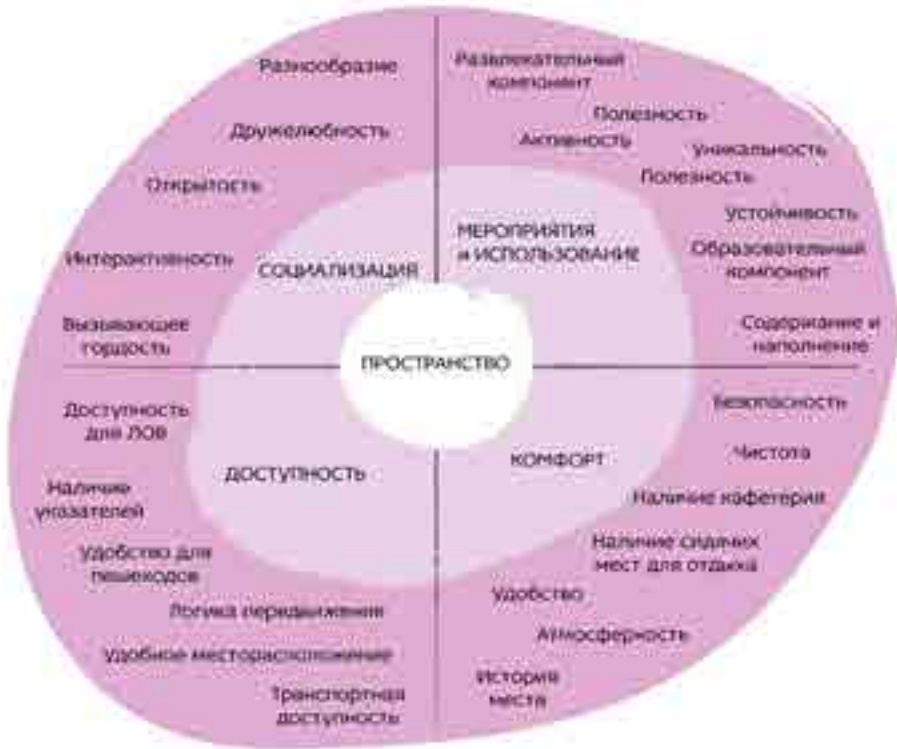 Разнообразие
Дружелюбность
Открытость
Интерактивность
Вызывающее
гордость
СОЦИАЛИЗАЦИЯ
Развлекательный
компонент
Полезность
Активность
уникальность
Полезность
устойчивость
Образовательный
компонент
Содержание и
наполнение
МЕРОПРИЯТИЯ
и ИСПОЛЬЗОВАНИЕ
ПРОСТРАНСТВО
Доступность
для ЛОВ
Наличие
указателей
удобство для
пешеходов
Логика передвижения
удобное месторасположение
Транспортная
доступность
ДОСТУПНОСТЬ
КОМФОРТ
Безопасность
Чистота
Наличие кафетерия
Наличие сидячих
мест для отдыха
удобство
Атмосферность
История
места